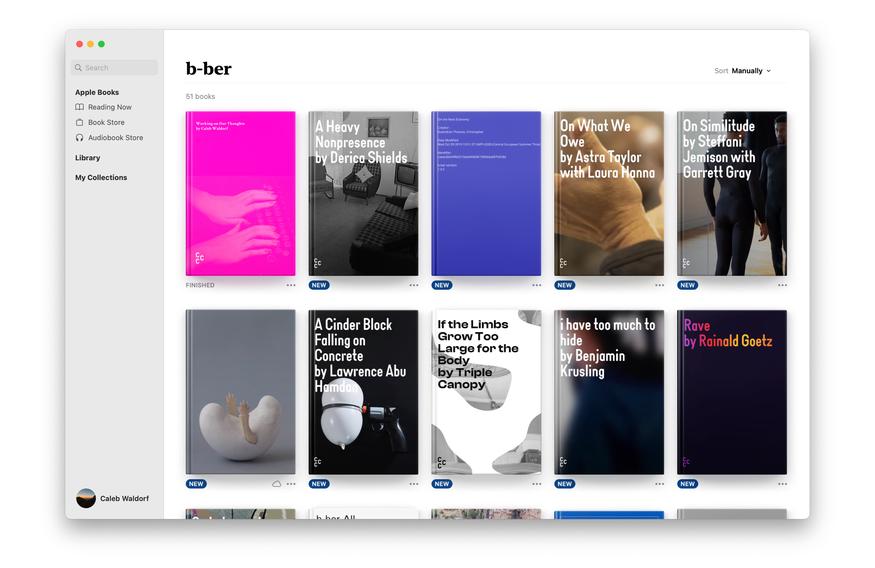 Search
Apple Books
Reading Now
Book Store
Audiobook Store
Library
My Collections
Caleb Waldorf
b-ber
Sort Manually
51 books
Working on Our Thoughts
by Caleb Waldorf
A Heavy
Nonpresence
by Derica Shields
On the Next Economy
On What We
Owe
by Astra Taylor
with Laura Hanna
On Similitude
by Steffani
Jemison with
Garrett Gray
FINISHED
NEW
NEW
NEW
NEW
A Cinder Block
Falling on
Concrete
by Lawrence Abu
Hamdan
If the Limbs
Grow Too
Large for the
Body
by Triple
Canopy
i have too much to
hide
by Benjamin
Krusling
Rave
by Rainald Goetz
NEW
NEW
NEW
NEW
NEW
b-ber All